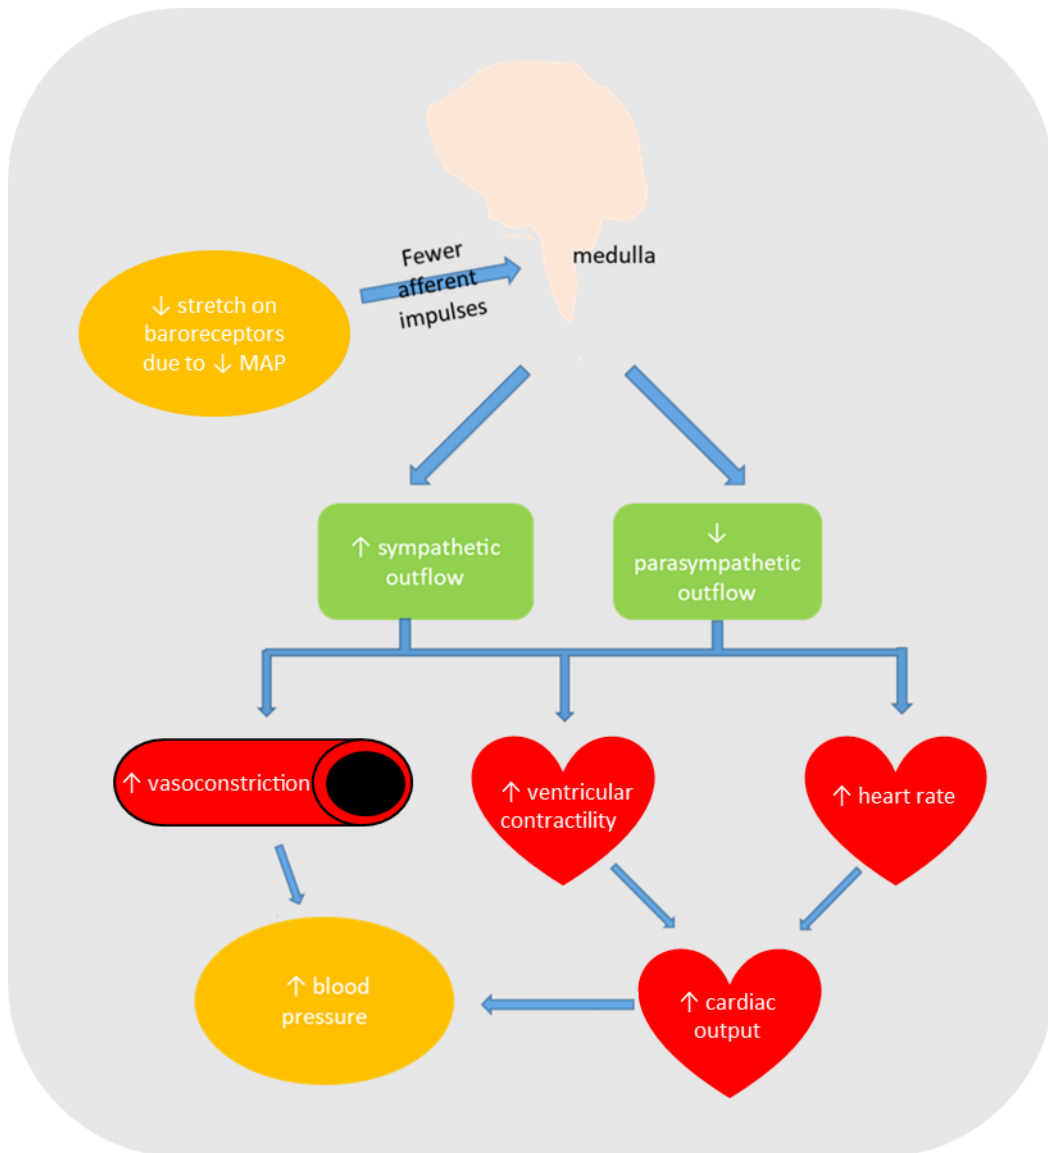 Fewer
afferent
impulses
medulla
↓ stretch on
baroreceptors
due to ↓ MAP
↑ sympathetic
outflow
↓
parasympathetic
outflow
↑ vasoconstriction
↑ ventricular
contractility
↑ heart rate
↑ blood
pressure
↑ cardiac
output